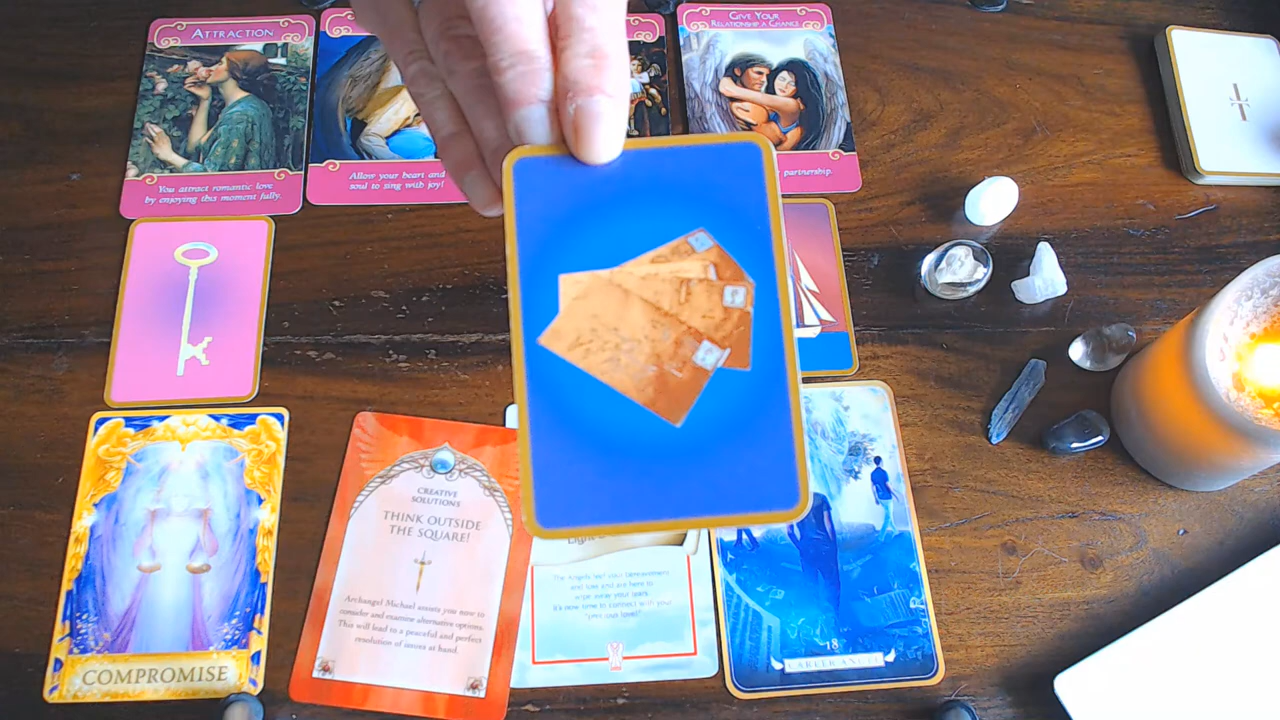 ATTRACTION
You attract romantic love
by enjoying this moment fully.
Allow your heart and
soul to sing with joy!
GIVE YOUR
RELATIONSHIP A CHANCE
partnership.
COMPROMISE
CREATIVE
SOLUTIONS
THINK OUTSIDE
THE SQUARE!
Archangel Michael assists you now to
consider and examine alternative options.
This will lead to a peaceful and perfect
resolution of issues at hand.
Light
The Angels feel your bereavement
and loss and are here to
wipe away your tears.
It's now time to connect with your
"precious loved"
18
CAREER ANGEL